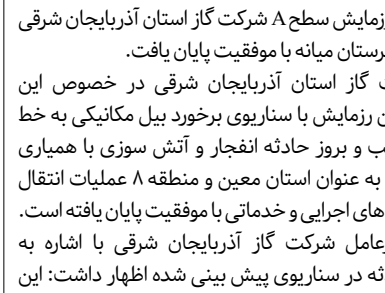 رزمایش سطح A شرکت گاز استان آذربایجان شرقی
رستان میانه با موفقیت پایان یافت.
گاز استان آذربایجان شرقی در خصوص این
ن رزمایش با سناریوی برخورد بیل مکانیکی به خط
ب و بروز حادثه انفجار و آتش سوزی با همیاری
به عنوان استان معین و منطقه ۸ عملیات انتقال
های اجرایی و خدماتی با موفقیت پایان یافته است.
رعامل شرکت گاز آذربایجان شرقی با اشاره به
ثه در سناریوی پیش بینی شده اظهار داشت: این